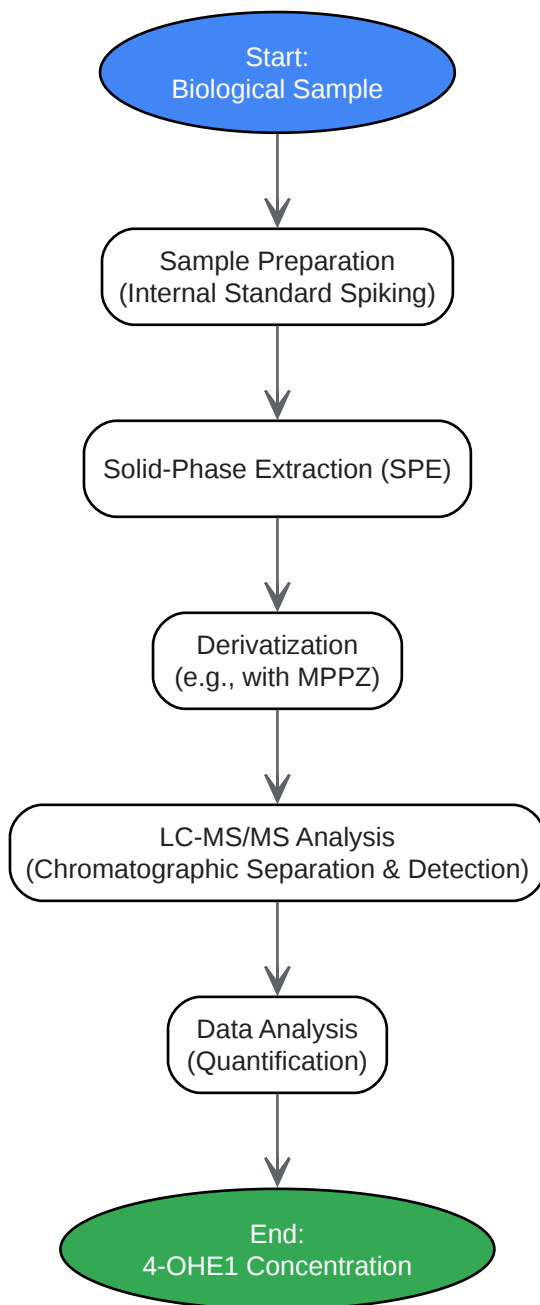 Start:
Biological Sample
Sample Preparation
(Internal Standard Spiking)
Solid-Phase Extraction (SPE)
Derivatization
(e.g., with MPPZ)
LC-MS/MS Analysis
(Chromatographic Separation & Detection)
Data Analysis
(Quantification)
End:
4-OHE1 Concentration